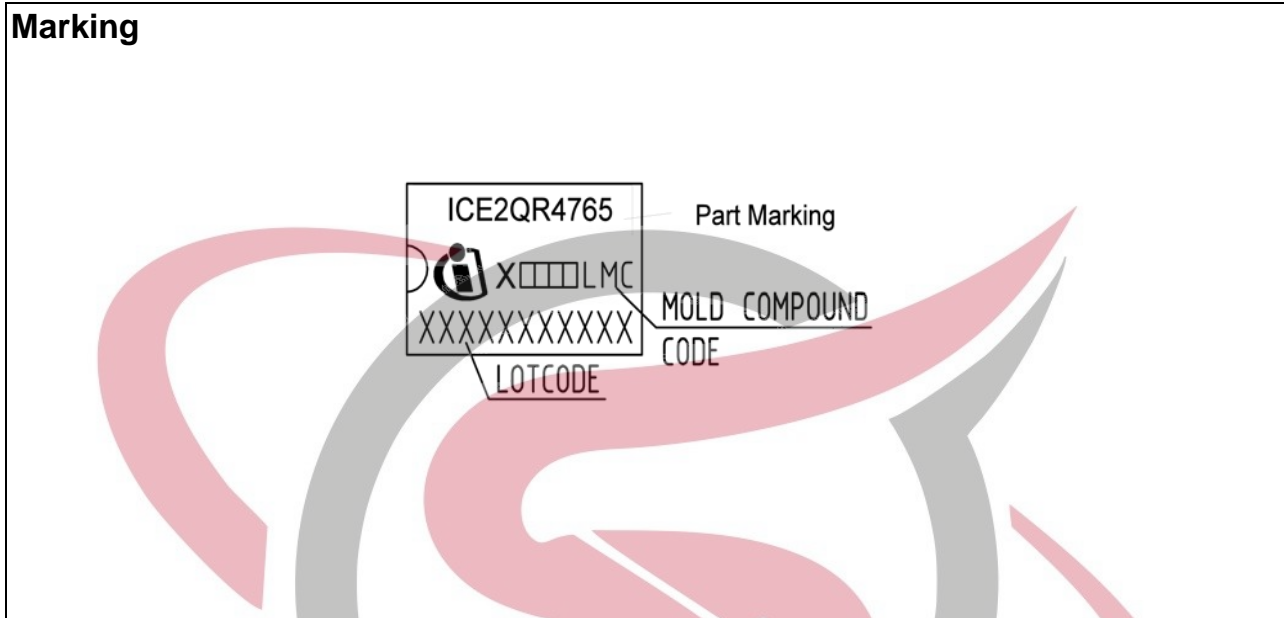 Marking
ICE2QR4765
Part Marking
X□□□□LMC
MOLD COMPOUND
CODE
XXXXXXXXXXX
LOTCODE